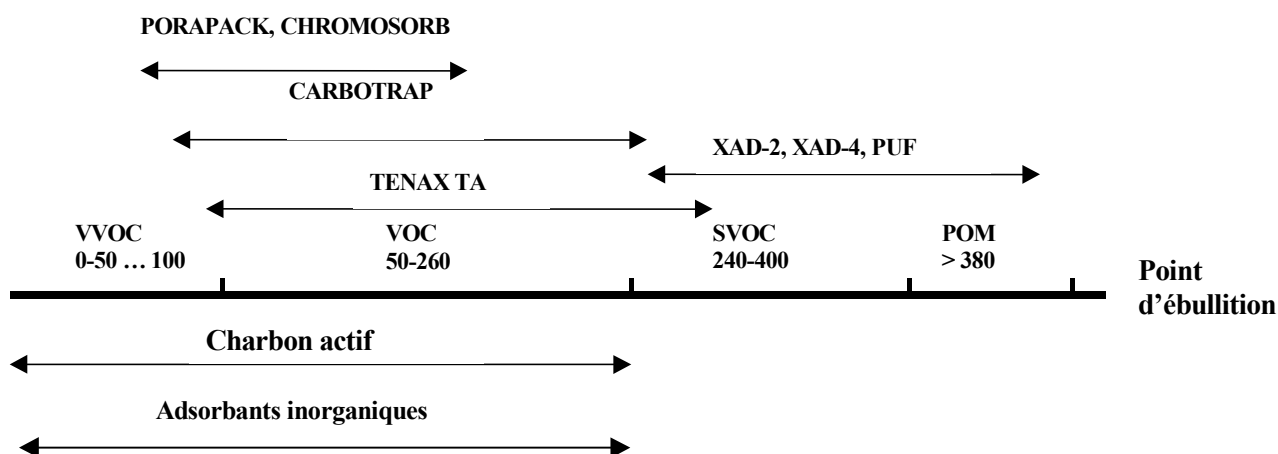 PORAPACK, CHROMOSORB
CARBOTRAP
XAD-2, XAD-4, PUF
TENAX TA
VVOC
0-50 … 100
VOC
50-260
SVOC
240-400
POM
> 380
Point
d’ébullition
Charbon actif
Adsorbants inorganiques